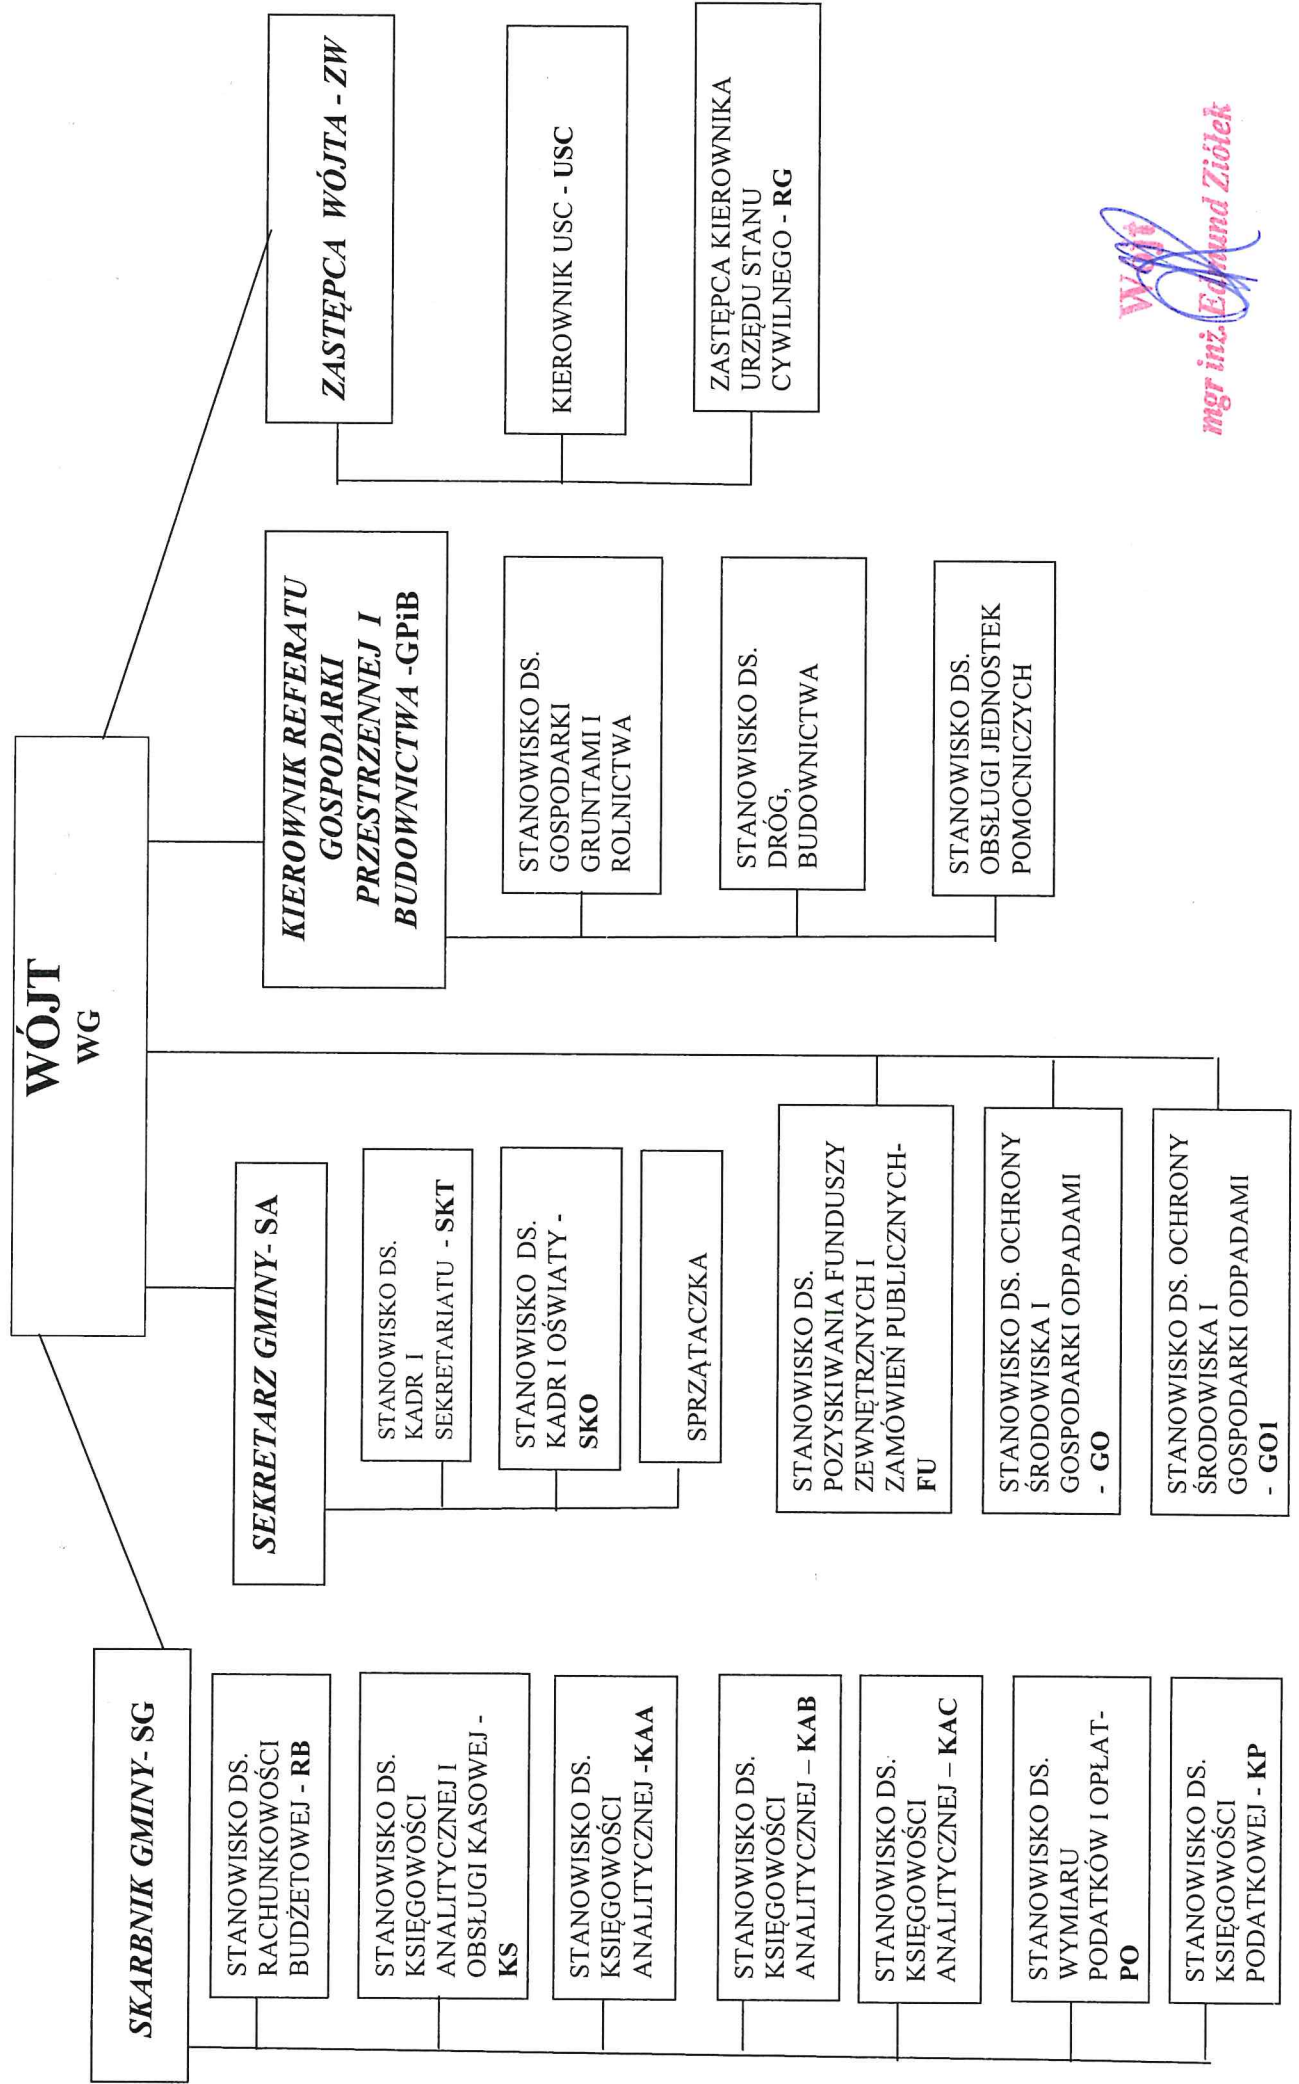 WÓJT
WG
SKARBNIK GMINY- SG
STANOWISKO DS.
RACHUNKOWOŚCI
BUDŻETOWEJ - RB
STANOWISKO DS.
KSIĘGOWOŚCI
ANALITYCZNEJ I
OBSŁUGI KASOWEJ -
KS
STANOWISKO DS.
KSIĘGOWOŚCI
ANALITYCZNEJ -KAA
STANOWISKO DS.
KSIĘGOWOŚCI
ANALITYCZNEJ – KAB
STANOWISKO DS.
KSIĘGOWOŚCI
ANALITYCZNEJ – KAC
STANOWISKO DS.
WYMIARU
PODATKÓW I OPŁAT-
PO
STANOWISKO DS.
KSIĘGOWOŚCI
PODATKOWEJ - KP
SEKRETARZ GMINY- SA
STANOWISKO DS.
KADR I
SEKRETARIATU - SKT
STANOWISKO DS.
KADR I OŚWIATY -
SKO
SPRZĄTACZKA
STANOWISKO DS.
POZYSKIWANIA FUNDUSZY
ZEWNĘTRZNYCH I
ZAMÓWIEŃ PUBLICZNYCH-
FU
STANOWISKO DS. OCHRONY
ŚRODOWISKA I
GOSPODARKI ODPADAMI
- GO
STANOWISKO DS. OCHRONY
ŚRODOWISKA I
GOSPODARKI ODPADAMI
- GO1
KIEROWNIK REFERATU
GOSPODARKI
PRZESTRZENNEJ I
BUDOWNICTWA -GPiB
STANOWISKO DS.
GOSPODARKI
GRUNTAMI I
ROLNICTWA
STANOWISKO DS.
DRÓG,
BUDOWNICTWA
STANOWISKO DS.
OBSŁUGI JEDNOSTEK
POMOCNICZYCH
ZASTĘPCA WÓJTA - ZW
KIEROWNIK USC - USC
ZASTĘPCA KIEROWNIKA
URZĘDU STANU
CYWILNEGO - RG
Wójt
mgr inż. Edmund Ziółek